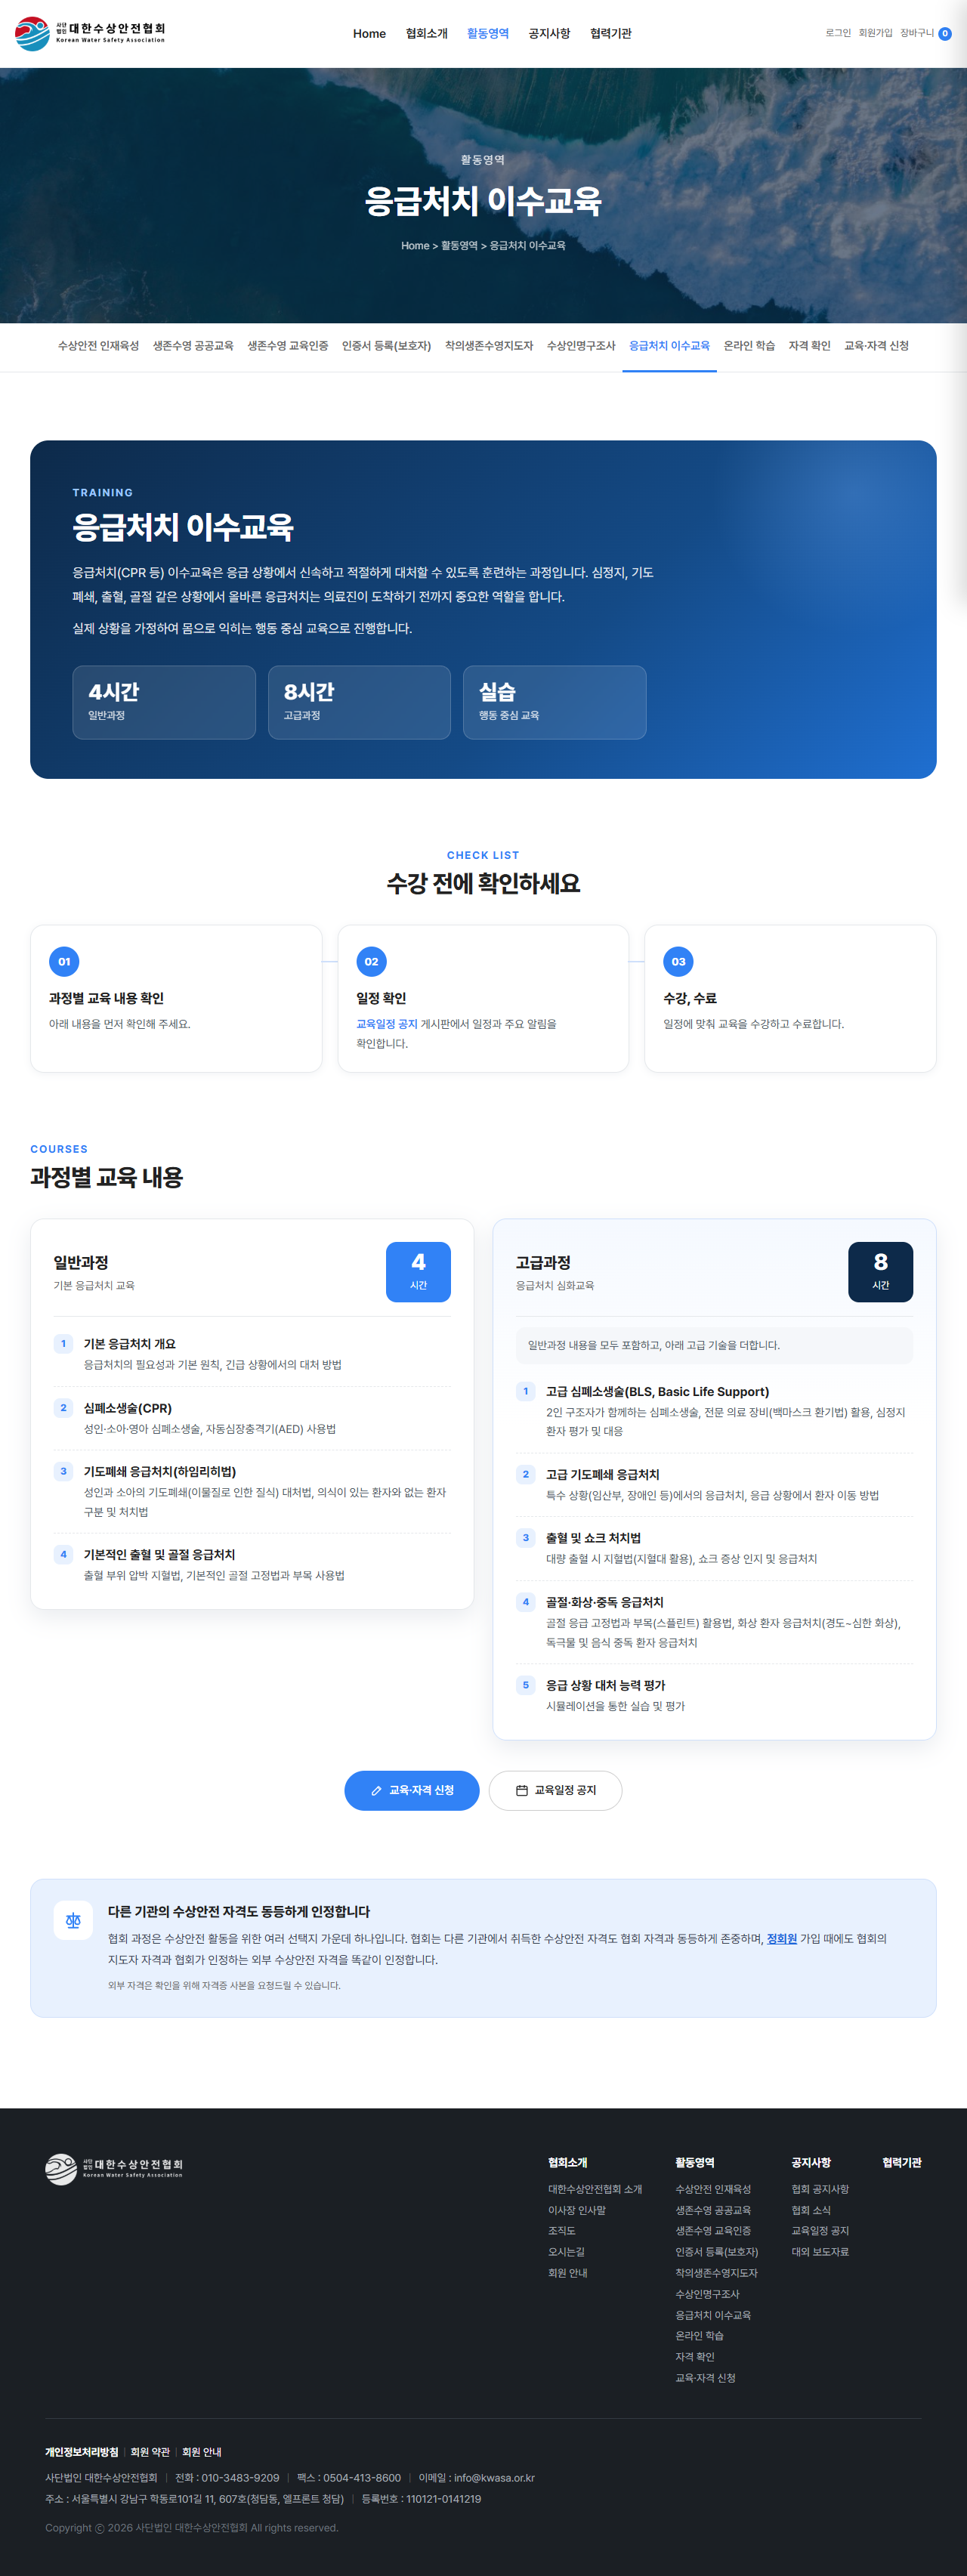 사단법인 대한수상안전협회
Korean Water Safety Association
Home 협회소개 활동영역 공지사항 협력기관
로그인 회원가입 장바구니 0
활동영역
응급처치 이수교육
Home > 활동영역 > 응급처치 이수교육
수상안전 인재육성 생존수영 공공교육 생존수영 교육인증 인증서 등록(보호자) 착의생존수영지도자 수상인명구조사 응급처치 이수교육 온라인 학습 자격 확인 교육·자격 신청
TRAINING
응급처치 이수교육
응급처치(CPR 등) 이수교육은 응급 상황에서 신속하고 적절하게 대처할 수 있도록 훈련하는 과정입니다. 심정지, 기도
폐쇄, 출혈, 골절 같은 상황에서 올바른 응급처치는 의료진이 도착하기 전까지 중요한 역할을 합니다.
실제 상황을 가정하여 몸으로 익히는 행동 중심 교육으로 진행합니다.
4시간
일반과정
8시간
고급과정
실습
행동 중심 교육
CHECK LIST
수강 전에 확인하세요
01
과정별 교육 내용 확인
아래 내용을 먼저 확인해 주세요.
02
일정 확인
교육일정 공지 게시판에서 일정과 주요 알림을
확인합니다.
03
수강, 수료
일정에 맞춰 교육을 수강하고 수료합니다.
COURSES
과정별 교육 내용
일반과정
기본 응급처치 교육
4
시간
1 기본 응급처치 개요
응급처치의 필요성과 기본 원칙, 긴급 상황에서의 대처 방법
2 심폐소생술(CPR)
성인·소아·영아 심폐소생술, 자동심장충격기(AED) 사용법
3 기도폐쇄 응급처치(하임리히법)
성인과 소아의 기도폐쇄(이물질로 인한 질식) 대처법, 의식이 있는 환자와 없는 환자
구분 및 처치법
4 기본적인 출혈 및 골절 응급처치
출혈 부위 압박 지혈법, 기본적인 골절 고정법과 부목 사용법
고급과정
응급처치 심화교육
8
시간
일반과정 내용을 모두 포함하고, 아래 고급 기술을 더합니다.
1 고급 심폐소생술(BLS, Basic Life Support)
2인 구조자가 함께하는 심폐소생술, 전문 의료 장비(백마스크 환기법) 활용, 심정지
환자 평가 및 대응
2 고급 기도폐쇄 응급처치
특수 상황(임산부, 장애인 등)에서의 응급처치, 응급 상황에서 환자 이동 방법
3 출혈 및 쇼크 처치법
대량 출혈 시 지혈법(지혈대 활용), 쇼크 증상 인지 및 응급처치
4 골절·화상·중독 응급처치
골절 응급 고정법과 부목(스플린트) 활용법, 화상 환자 응급처치(경도~심한 화상),
독극물 및 음식 중독 환자 응급처치
5 응급 상황 대처 능력 평가
시뮬레이션을 통한 실습 및 평가
교육·자격 신청
교육일정 공지
다른 기관의 수상안전 자격도 동등하게 인정합니다
협회 과정은 수상안전 활동을 위한 여러 선택지 가운데 하나입니다. 협회는 다른 기관에서 취득한 수상안전 자격도 협회 자격과 동등하게 존중하며, 정회원 가입 때에도 협회의
지도자 자격과 협회가 인정하는 외부 수상안전 자격을 똑같이 인정합니다.
외부 자격은 확인을 위해 자격증 사본을 요청드릴 수 있습니다.
사단법인 대한수상안전협회
Korean Water Safety Association
협회소개
대한수상안전협회 소개
이사장 인사말
조직도
오시는길
회원 안내
활동영역
수상안전 인재육성
생존수영 공공교육
생존수영 교육인증
인증서 등록(보호자)
착의생존수영지도자
수상인명구조사
응급처치 이수교육
온라인 학습
자격 확인
교육·자격 신청
공지사항
협회 공지사항
협회 소식
교육일정 공지
대외 보도자료
협력기관
개인정보처리방침 | 회원 약관 | 회원 안내
사단법인 대한수상안전협회 | 전화 : 010-3483-9209 | 팩스 : 0504-413-8600 | 이메일 : info@kwasa.or.kr
주소 : 서울특별시 강남구 학동로101길 11, 607호(청담동, 엘프론트 청담) | 등록번호 : 110121-0141219
Copyright ⓒ 2026 사단법인 대한수상안전협회 All rights reserved.